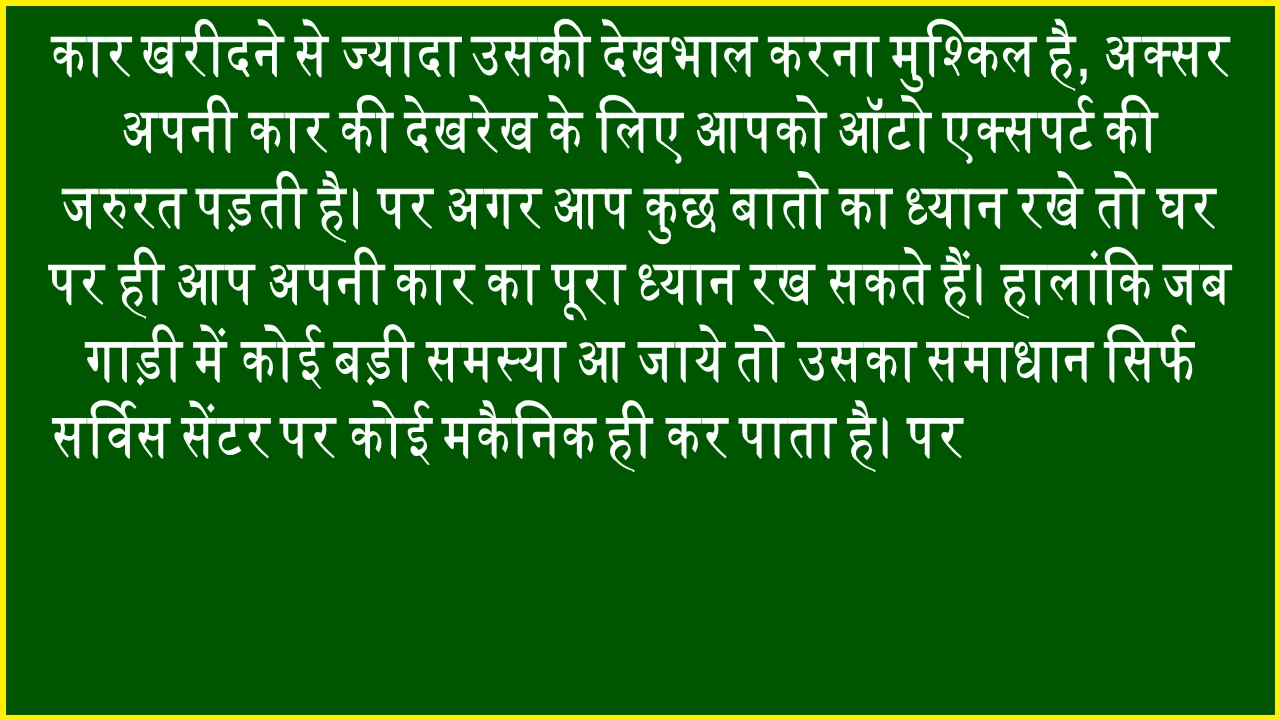 कार खरीदने से ज्यादा उसकी देखभाल करना मुश्किल है, अक्सर
अपनी कार की देखरेख के लिए आपको ऑटो एक्सपर्ट की
जरुरत पड़ती है। पर अगर आप कुछ बातो का ध्यान रखे तो घर
पर ही आप अपनी कार का पूरा ध्यान रख सकते हैं। हालांकि जब
गाड़ी में कोई बड़ी समस्या आ जाये तो उसका समाधान सिर्फ
सर्विस सेंटर पर कोई मकैनिक ही कर पाता है। पर